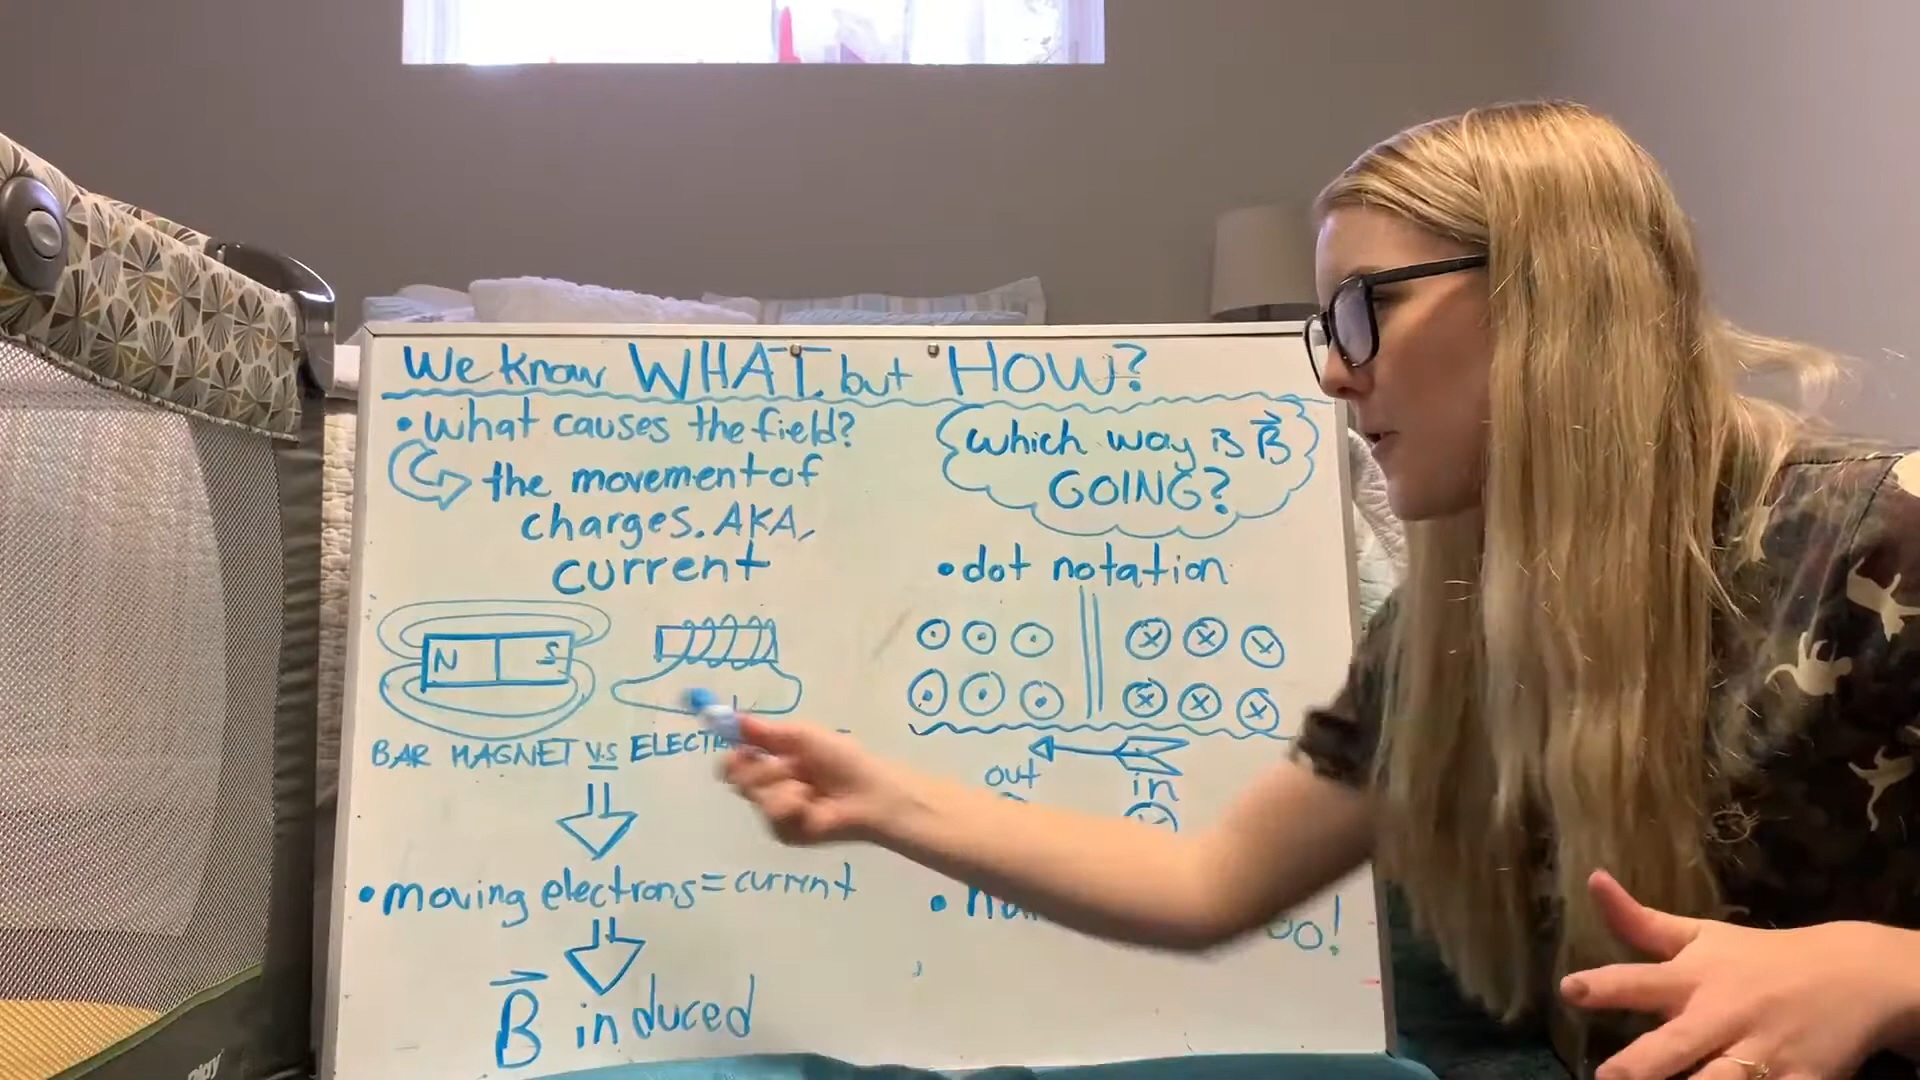 We know WHAT, but HOW?
• What causes the field?
the movement of
charges. AKA,
current
N S
BAR MAGNET VS
moving electrons = current
B induced
Which way is B
GOING?
• dot notation
out in
Play